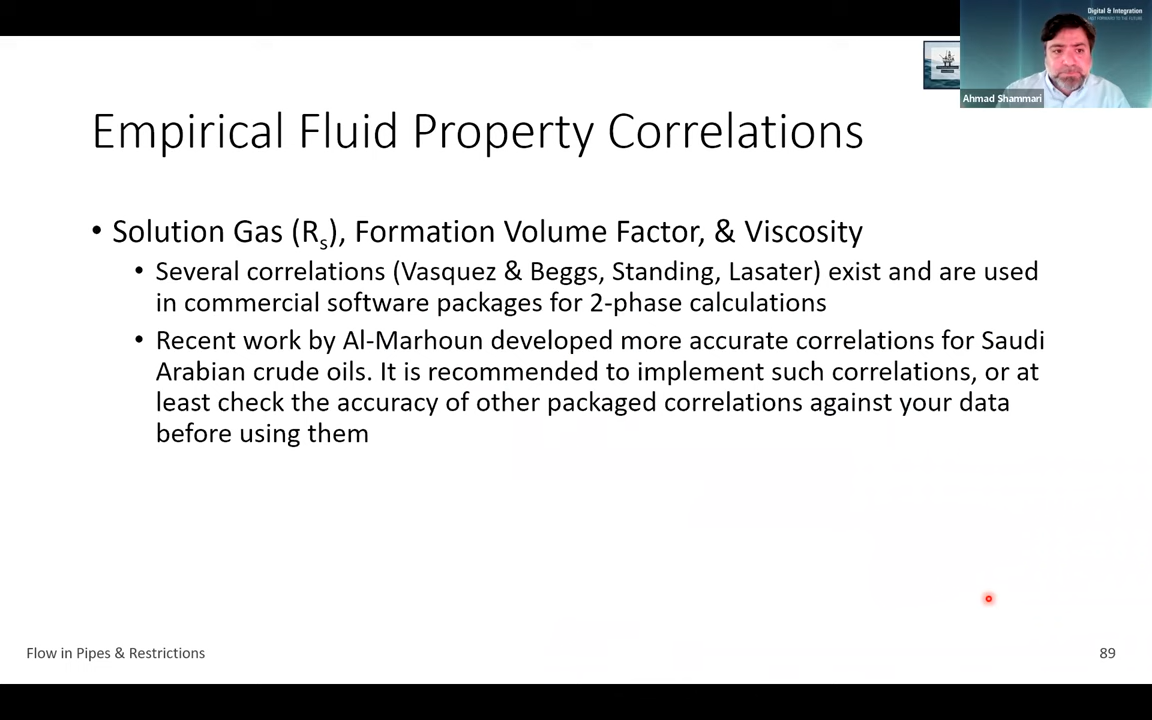 Digital & Integration
Ahmad Shammari
Empirical Fluid Property Correlations
• Solution Gas (Rs), Formation Volume Factor, & Viscosity
• Several correlations (Vasquez & Beggs, Standing, Lasater) exist and are used
in commercial software packages for 2-phase calculations
• Recent work by Al-Marhoun developed more accurate correlations for Saudi
Arabian crude oils. It is recommended to implement such correlations, or at
least check the accuracy of other packaged correlations against your data
before using them
Flow in Pipes & Restrictions
89